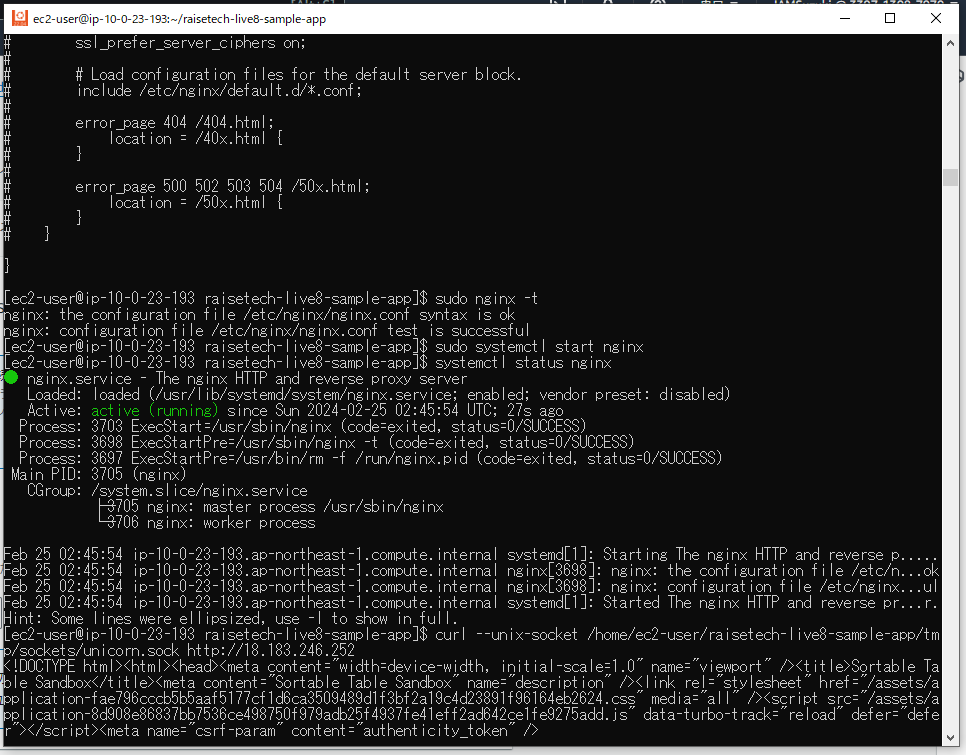 ec2-user@ip-10-0-23-193:~/raisetech-live8-sample-app
#        ssl_prefer_server_ciphers on;
#
#        # Load configuration files for the default server block.
#        include /etc/nginx/default.d/*.conf;
#
#        error_page 404 /404.html;
#            location = /40x.html {
#        }
#
#        error_page 500 502 503 504 /50x.html;
#            location = /50x.html {
#        }
#    }
}
[ec2-user@ip-10-0-23-193 raisetech-live8-sample-app]$ sudo nginx -t
nginx: the configuration file /etc/nginx/nginx.conf syntax is ok
nginx: configuration file /etc/nginx/nginx.conf test is successful
[ec2-user@ip-10-0-23-193 raisetech-live8-sample-app]$ sudo systemctl start nginx
[ec2-user@ip-10-0-23-193 raisetech-live8-sample-app]$ systemctl status nginx
● nginx.service - The nginx HTTP and reverse proxy server
   Loaded: loaded (/usr/lib/systemd/system/nginx.service; enabled; vendor preset: disabled)
   Active: active (running) since Sun 2024-02-25 02:45:54 UTC; 27s ago
  Process: 3703 ExecStart=/usr/sbin/nginx (code=exited, status=0/SUCCESS)
  Process: 3698 ExecStartPre=/usr/sbin/nginx -t (code=exited, status=0/SUCCESS)
  Process: 3697 ExecStartPre=/usr/bin/rm -f /run/nginx.pid (code=exited, status=0/SUCCESS)
 Main PID: 3705 (nginx)
   CGroup: /system.slice/nginx.service
           ├─3705 nginx: master process /usr/sbin/nginx
           └─3706 nginx: worker process
Feb 25 02:45:54 ip-10-0-23-193.ap-northeast-1.compute.internal systemd[1]: Starting The nginx HTTP and reverse p.....
Feb 25 02:45:54 ip-10-0-23-193.ap-northeast-1.compute.internal nginx[3698]: nginx: the configuration file /etc/n...ok
Feb 25 02:45:54 ip-10-0-23-193.ap-northeast-1.compute.internal nginx[3698]: nginx: configuration file /etc/nginx...ul
Feb 25 02:45:54 ip-10-0-23-193.ap-northeast-1.compute.internal systemd[1]: Started The nginx HTTP and reverse pr...r.
Hint: Some lines were ellipsized, use -l to show in full.
[ec2-user@ip-10-0-23-193 raisetech-live8-sample-app]$ curl --unix-socket /home/ec2-user/raisetech-live8-sample-app/tm
p/sockets/unicorn.sock http://18.183.246.252
<!DOCTYPE html><html><head><meta content="width=device-width, initial-scale=1.0" name="viewport" /><title>Sortable Ta
ble Sandbox</title><meta content="Sortable Table Sandbox" name="description" /><link rel="stylesheet" href="/assets/a
pplication-fae796cccb5b5aaf5177cf1d6ca3509489d1f3bf2a19c4d23891f96164eb2624.css" media="all" /><script src="/assets/a
pplication-8d908e86837bb7536ce498750f979adb25f4937fe41eff2ad642ce1fe9275add.js" data-turbo-track="reload" defer="defe
r"></script><meta name="csrf-param" content="authenticity_token" />